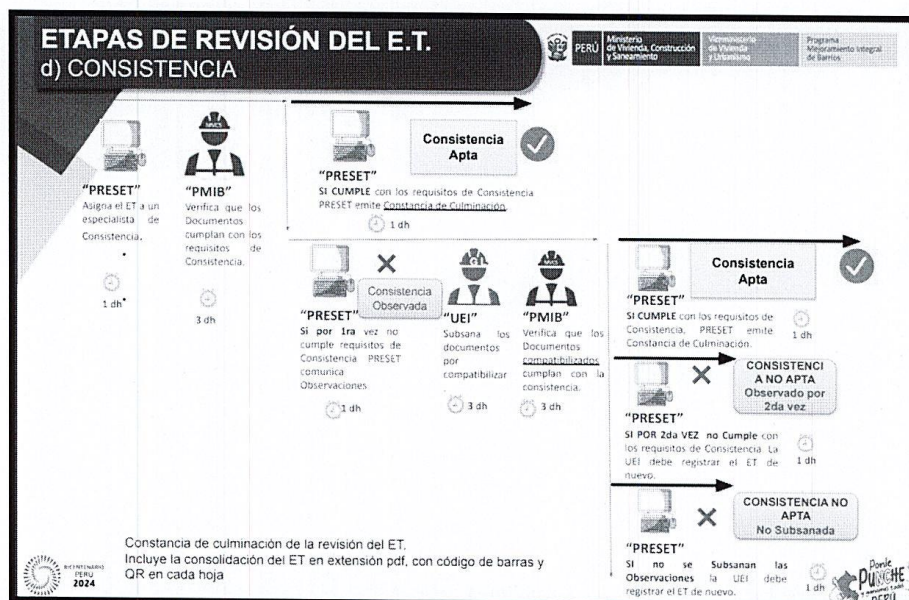 ETAPAS DE REVISIÓN DEL E.T.
d) CONSISTENCIA
PERÚ
Ministerio
de Vivienda, Construcción
y Saneamiento
Viceministerio
de Vivienda
y Urbanismo
Programa
Mejoramiento Integral
de Barrios
"PRESET"
Asigna el ET a un
especialista de
Consistencia.
1 dh
MVCS
"PMIB"
Verifica que los
Documentos
cumplan con los
requisitos de
Consistencia.
3 dh
Consistencia
Apta
"PRESET"
SI CUMPLE con los requisitos de Consistencia
PRESET emite Constancia de Culminación.
1 dh
Consistencia
Observada
"PRESET"
Si por 1ra vez no
cumple requisitos de
Consistencia PRESET
comunica
Observaciones
1 dh
"UEI"
Subsana los
documentos
por
compatibilizar
3 dh
"PMIB"
Verifica que los
Documentos
compatibilizados
cumplan con la
consistencia.
3 dh
Consistencia
Apta
"PRESET"
SI CUMPLE con los requisitos de
Consistencia. PRESET emite
Constancia de Culminación.
1 dh
CONSISTENCI
A NO APTA
Observado por
2da vez
"PRESET"
SI POR 2da VEZ no Cumple con
los requisitos de Consistencia. La
UEI debe registrar el ET de
nuevo.
1 dh
CONSISTENCIA NO
APTA
No Subsanada
"PRESET"
SI no se Subsanan las
Observaciones la UEI debe
registrar el ET de nuevo.
1 dh
Constancia de culminación de la revisión del ET.
Incluye la consolidación del ET en extensión pdf, con código de barras y
QR en cada hoja
BICENTENARIO
PERÚ
2024
Ponle
PUNCHE
PERÚ